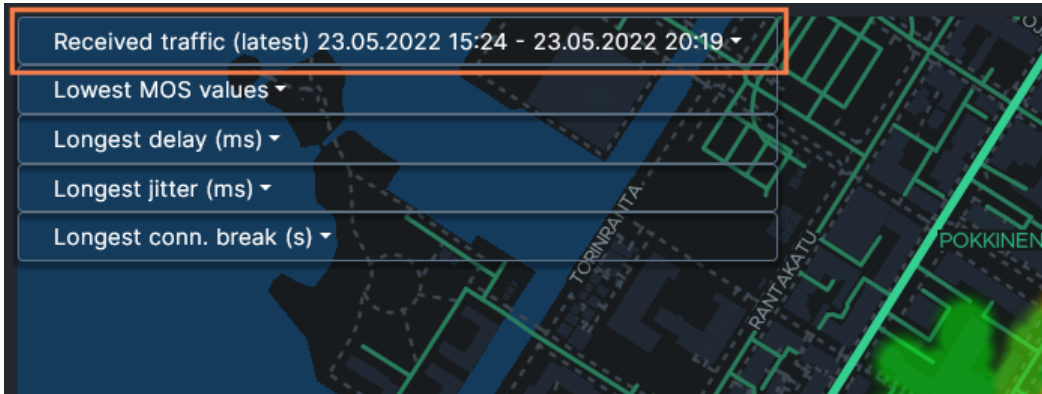 Received traffic (latest) 23.05.2022 15:24 - 23.05.2022 20:19
Lowest MOS values
Longest delay (ms)
Longest jitter (ms)
Longest conn. break (s)
TORINRANTA
RANTAKATU
POKKINEN